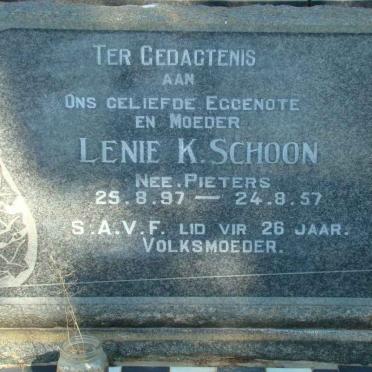 TER GEDAGTENIS
AAN
ONS GELIEFDE EGGENOTE
EN MOEDER
LENIE K. SCHOON
NEE. PIETERS
25.8.97 — 24.8.57
S.A.V.F. LID VIR 26 JAAR.
VOLKSMOEDER.